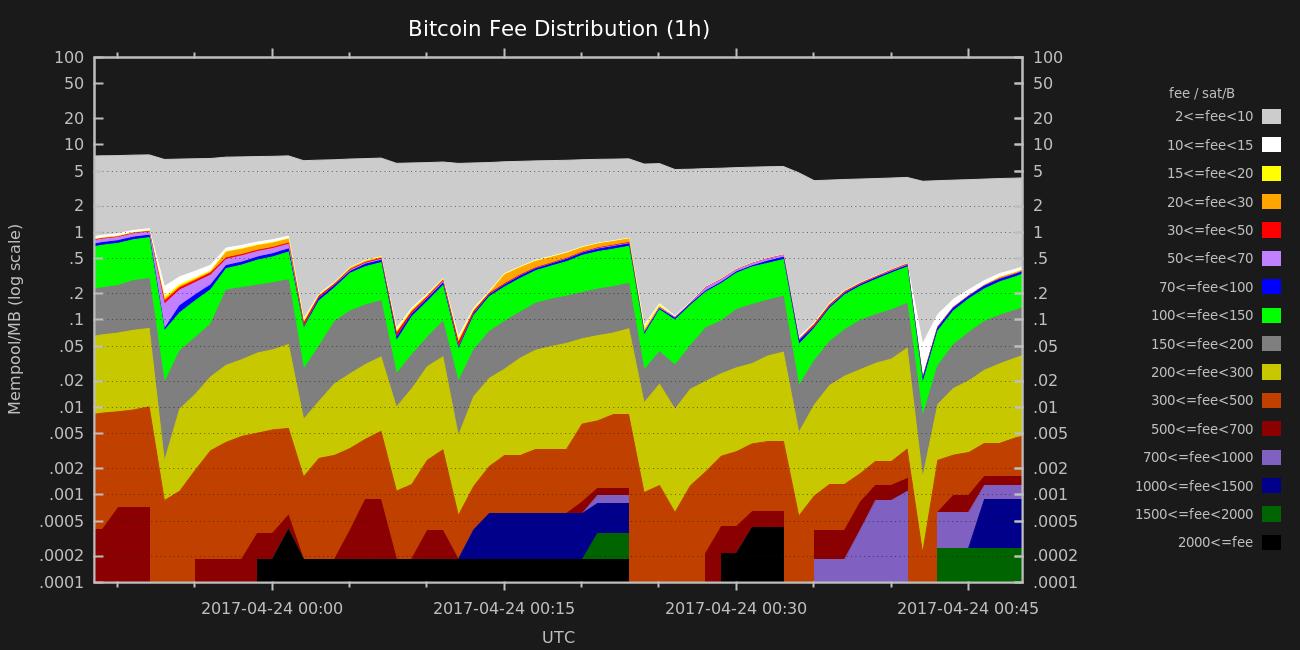 Bitcoin Fee Distribution (1h)
Mempool/MB (log scale)
100
50
20
10
5
2
1
.5
.2
.1
.05
.02
.01
.005
.002
.001
.0005
.0002
.0001
100
50
20
10
5
2
1
.5
.2
.1
.05
.02
.01
.005
.002
.001
.0005
.0002
.0001
2017-04-24 00:00 2017-04-24 00:15 2017-04-24 00:30 2017-04-24 00:45
UTC
fee / sat/B
2<=fee<10
10<=fee<15
15<=fee<20
20<=fee<30
30<=fee<50
50<=fee<70
70<=fee<100
100<=fee<150
150<=fee<200
200<=fee<300
300<=fee<500
500<=fee<700
700<=fee<1000
1000<=fee<1500
1500<=fee<2000
2000<=fee